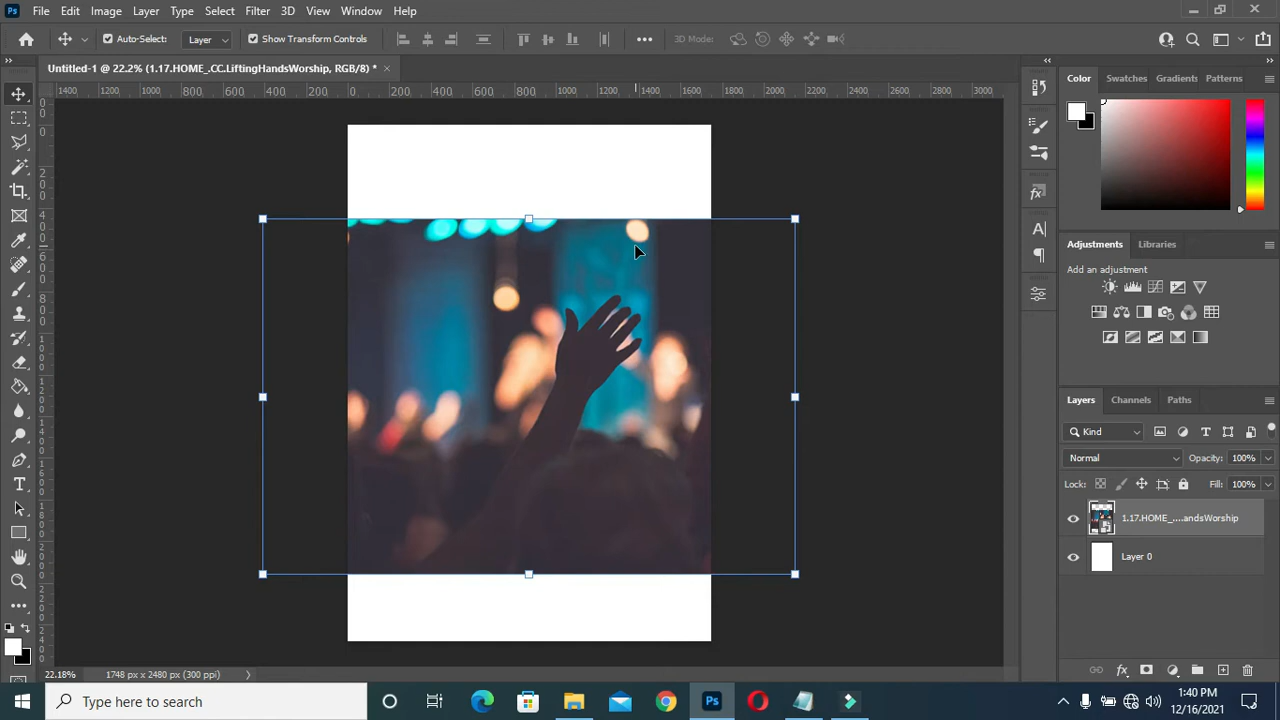 Ps File Edit Image Layer Type Select Filter 3D View Window Help
Auto-Select: Layer Show Transform Controls 3D Mode:
Untitled-1 @ 22.2% (1.17.HOME_.CC.LiftingHandsWorship, RGB/8) *
1400 1200 1000 800 600 400 200 0 200 400 600 800 1000 1200 1400 1600 1800 2000 2200 2400 2600 2800 3000
Color Swatches Gradients Patterns
Adjustments Libraries
Add an adjustment
Layers Channels Paths
Kind
Normal Opacity: 100%
Lock: Fill: 100%
1.17.HOME_....andsWorship
Layer 0
22.18% 1748 px x 2480 px (300 ppi)
Type here to search
Ps
1:40 PM
12/16/2021